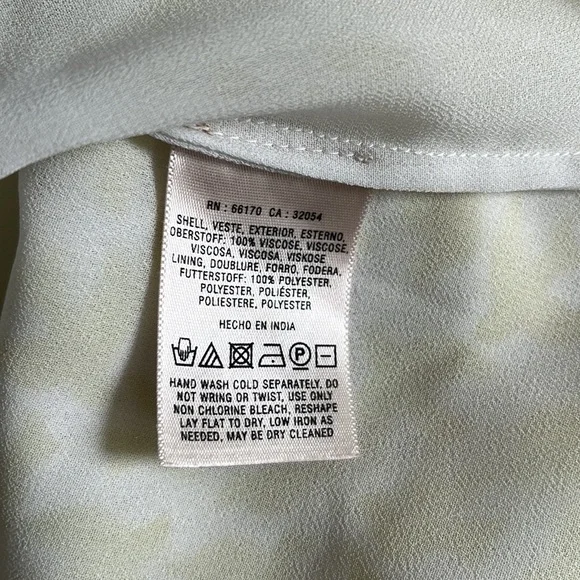 RN : 66170 CA : 32054
SHELL, VESTE, EXTERIOR, ESTERNO,
OBERSTOFF: 100% VISCOSE, VISCOSE,
VISCOSA, VISCOSA, VISKOSE
LINING, DOUBLURE, FORRO, FODERA,
FUTTERSTOFF: 100% POLYESTER,
POLYESTER, POLIÉSTER,
POLIESTERE, POLYESTER
HECHO EN INDIA
P
HAND WASH COLD SEPARATELY, DO
NOT WRING OR TWIST, USE ONLY
NON CHLORINE BLEACH, RESHAPE
LAY FLAT TO DRY, LOW IRON AS
NEEDED, MAY BE DRY CLEANED